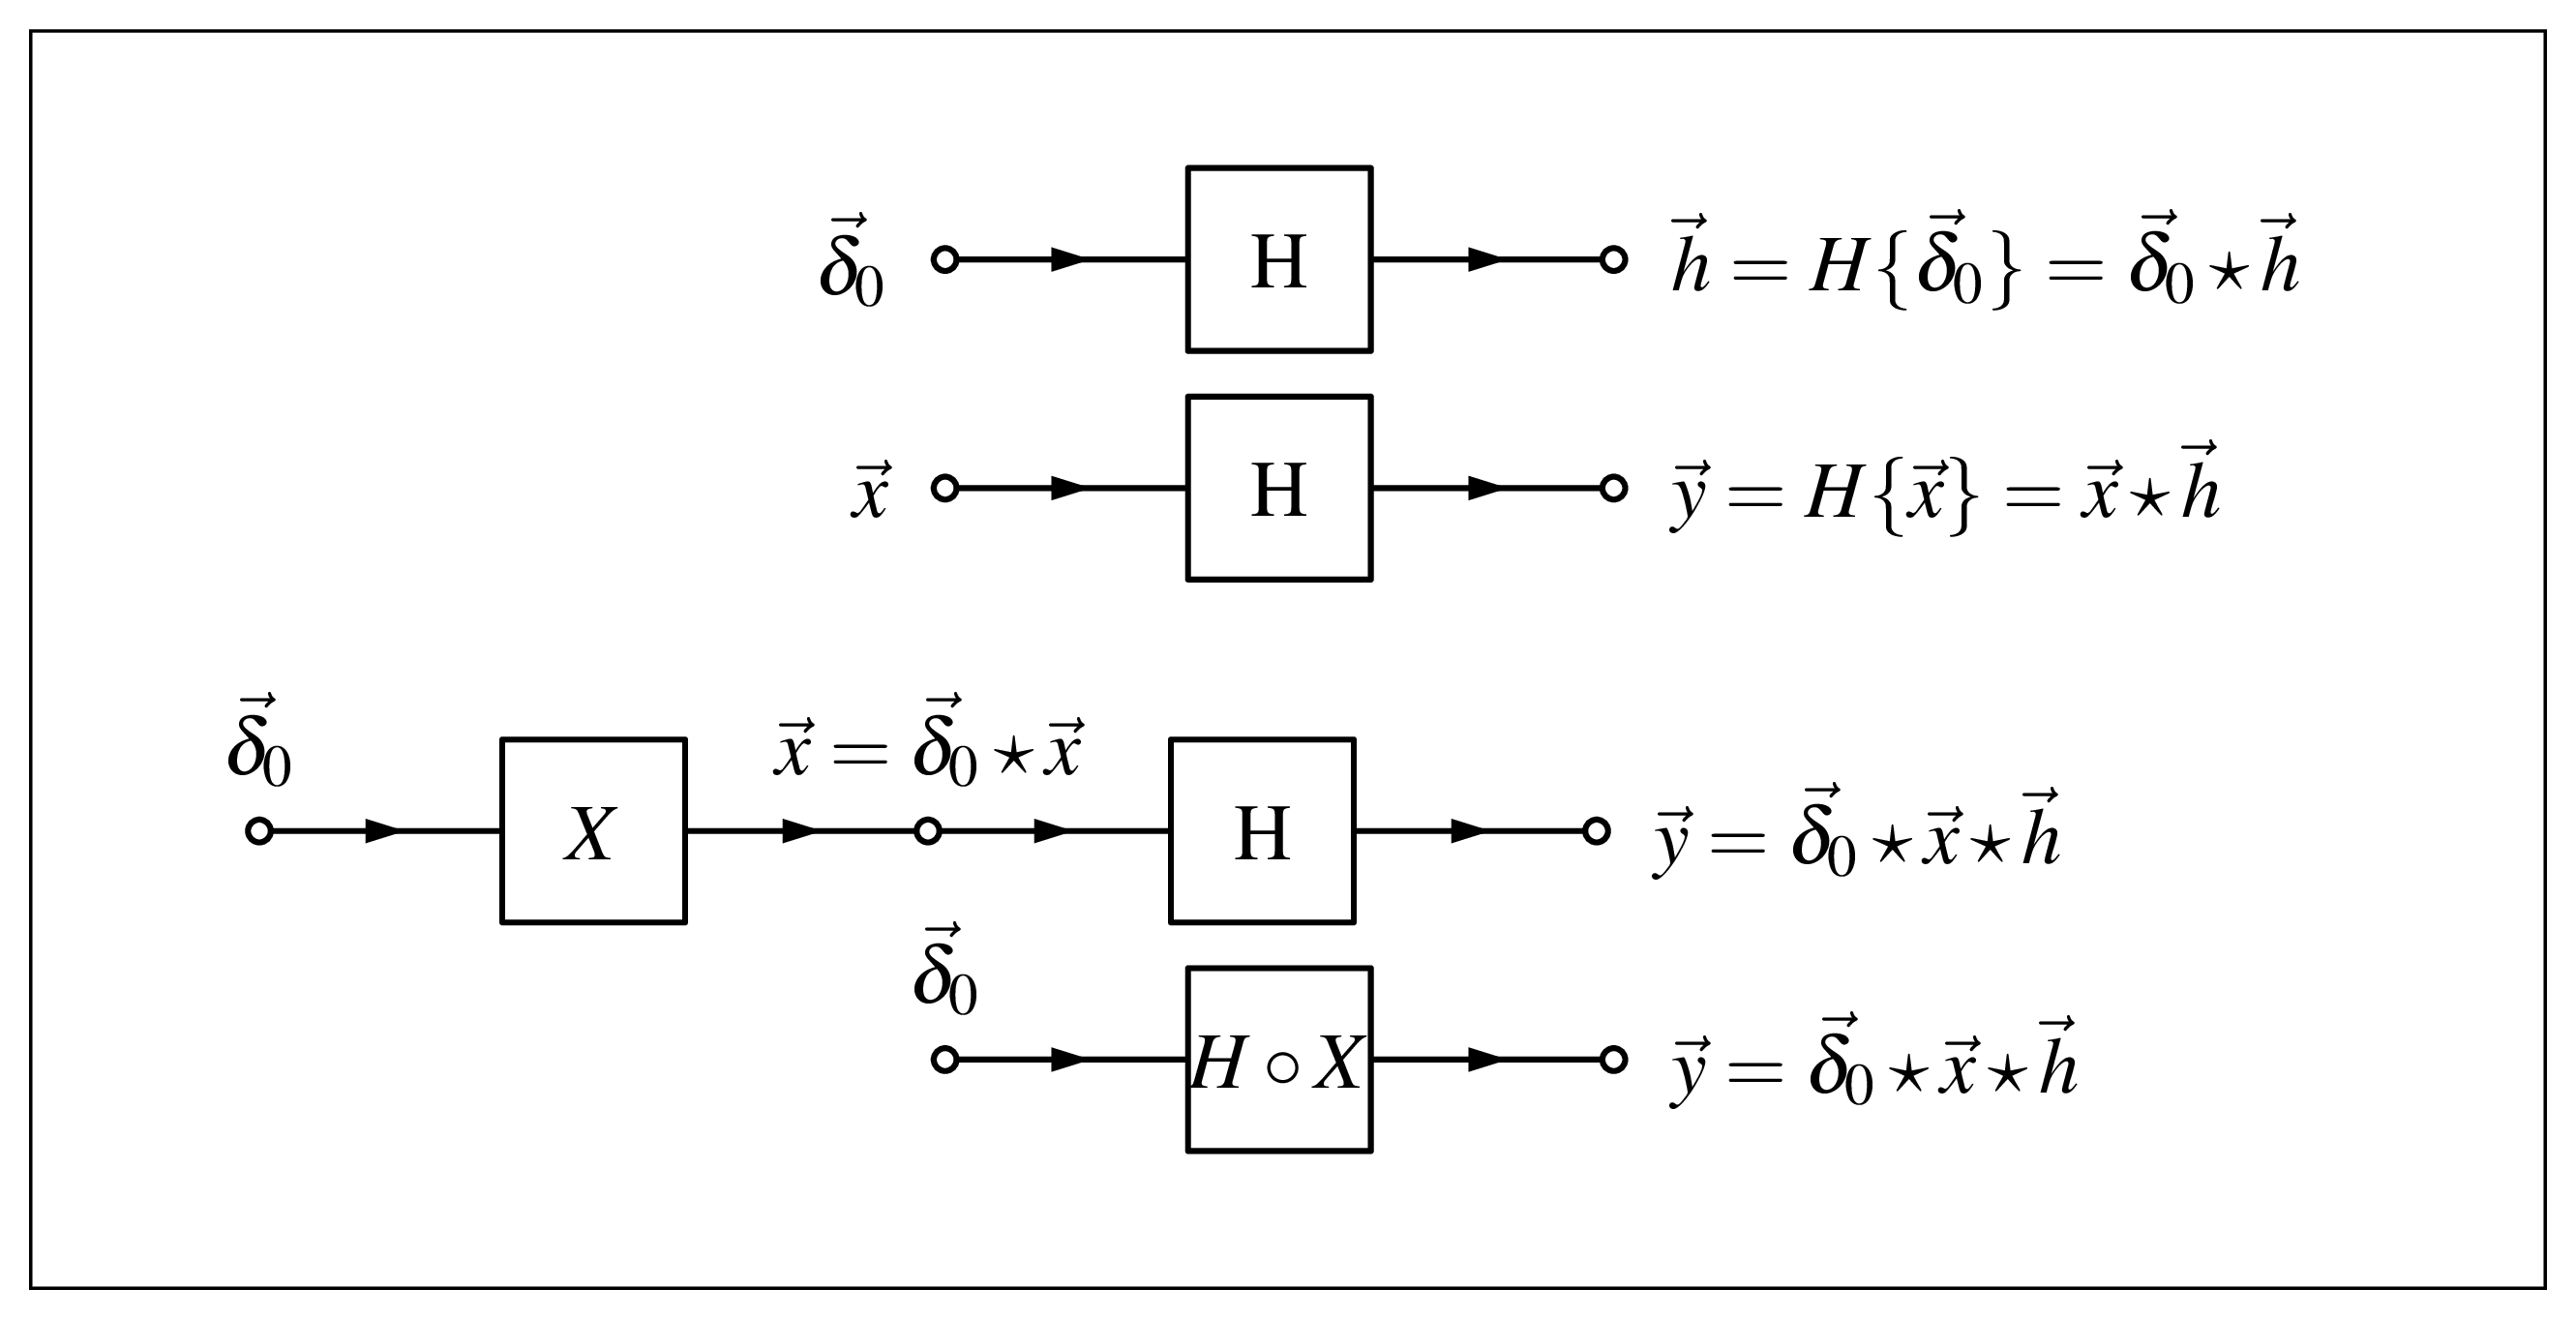 $\vec{\delta}_0$ H $\vec{h} = H\{\vec{\delta}_0\} = \vec{\delta}_0 \star \vec{h}$
$\vec{x}$ H $\vec{y} = H\{\vec{x}\} = \vec{x} \star \vec{h}$
$\vec{\delta}_0$ $X$ $\vec{x} = \vec{\delta}_0 \star \vec{x}$ H $\vec{y} = \vec{\delta}_0 \star \vec{x} \star \vec{h}$
$\vec{\delta}_0$ $H \circ X$ $\vec{y} = \vec{\delta}_0 \star \vec{x} \star \vec{h}$